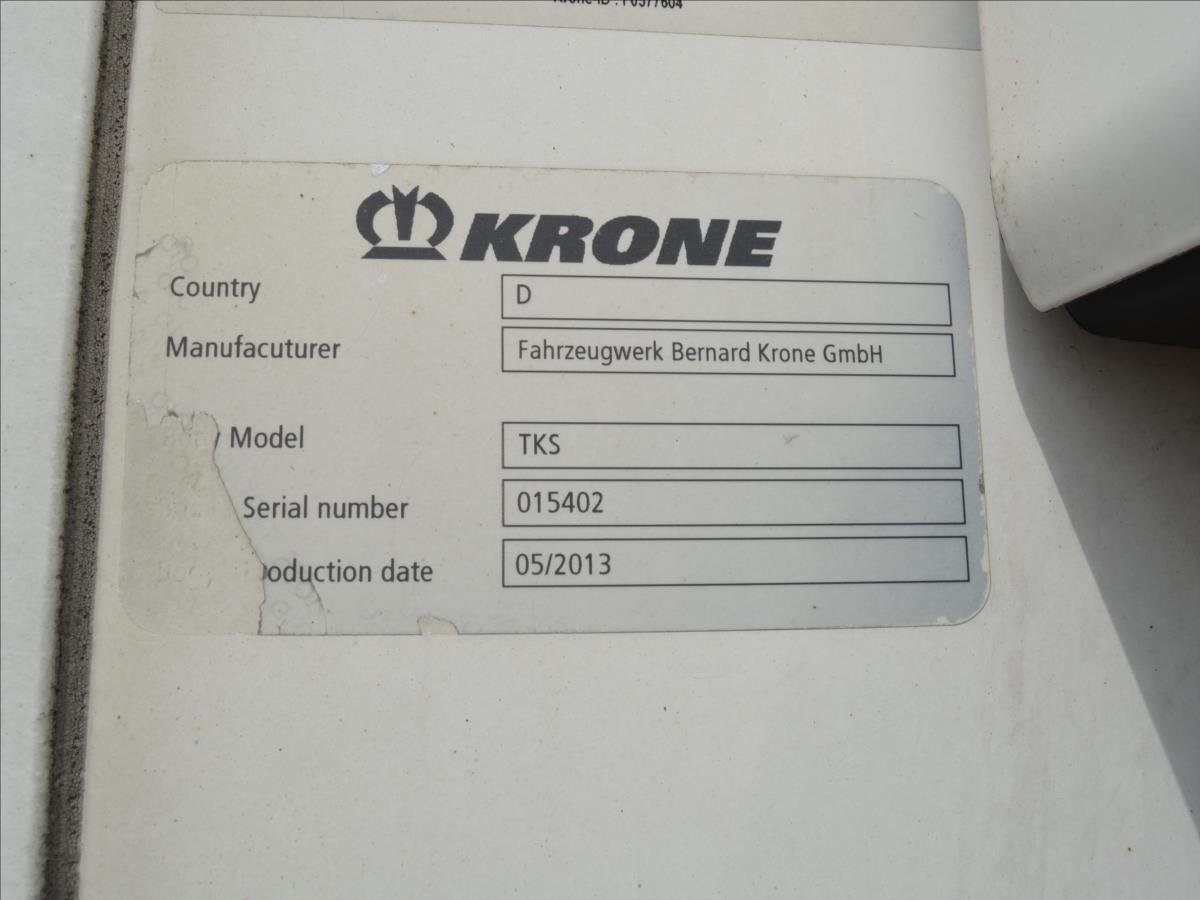 KRONE
Country D
Manufacuturer Fahrzeugwerk Bernard Krone GmbH
Model TKS
Serial number 015402
oduction date 05/2013